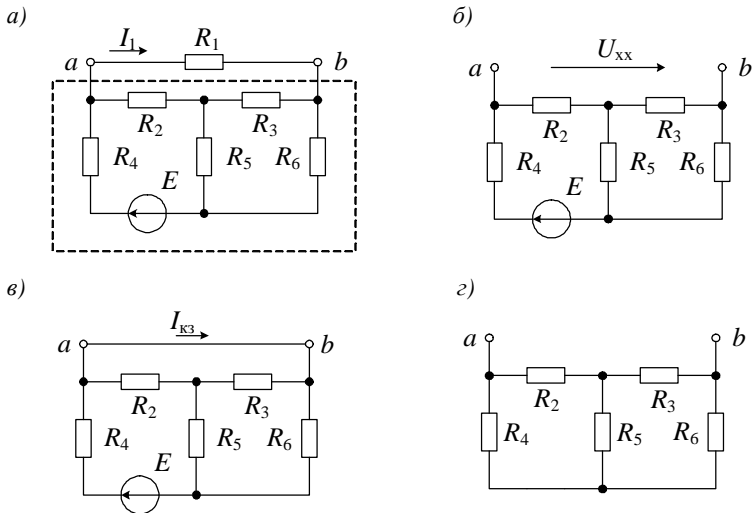 а) б)
I₁ R₁ Uxx
a b a b
R₂ R₃ R₂ R₃
R₄ R₅ R₆ R₄ R₅ R₆
E E
в) г)
Iкз
a b a b
R₂ R₃ R₂ R₃
R₄ R₅ R₆ R₄ R₅ R₆
E